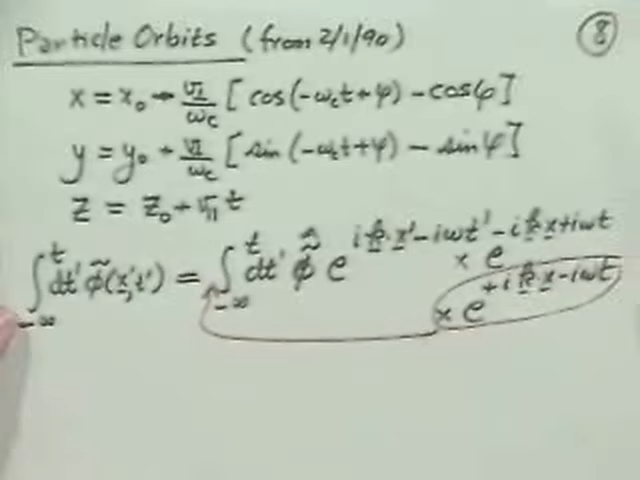 Particle Orbits (from 2/1/90) ⑧
x = x₀ - v⊥/ω_c [cos(-ω_c t + φ) - cos φ]
y = y₀ - v⊥/ω_c [sin(-ω_c t + φ) - sin φ]
z = z₀ + v∥ t
∫_{-∞}^{t} dt' φ̃(x', t') = ∫_{-∞}^{t} dt' φ̃̂ e^{i k·x' - iωt' - i k·x + iωt}
× e
× e^{+i k·x - iωt}